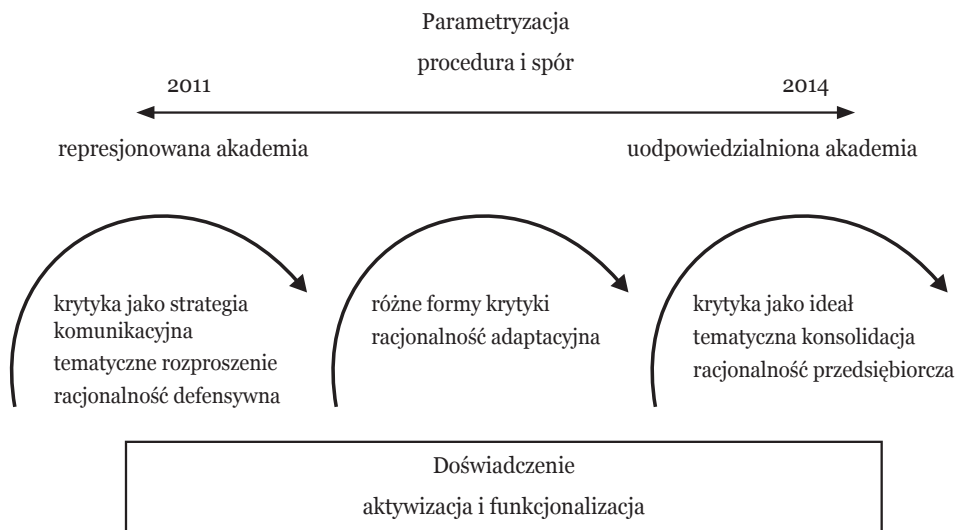 Parametryzacja
procedura i spór
2011
2014
represjonowana akademia
uodpowiedzialniona akademia
krytyka jako strategia
komunikacyjna
tematyczne rozproszenie
racjonalność defensywna
różne formy krytyki
racjonalność adaptacyjna
krytyka jako ideał
tematyczna konsolidacja
racjonalność przedsiębiorcza
Doświadczenie
aktywizacja i funkcjonalizacja